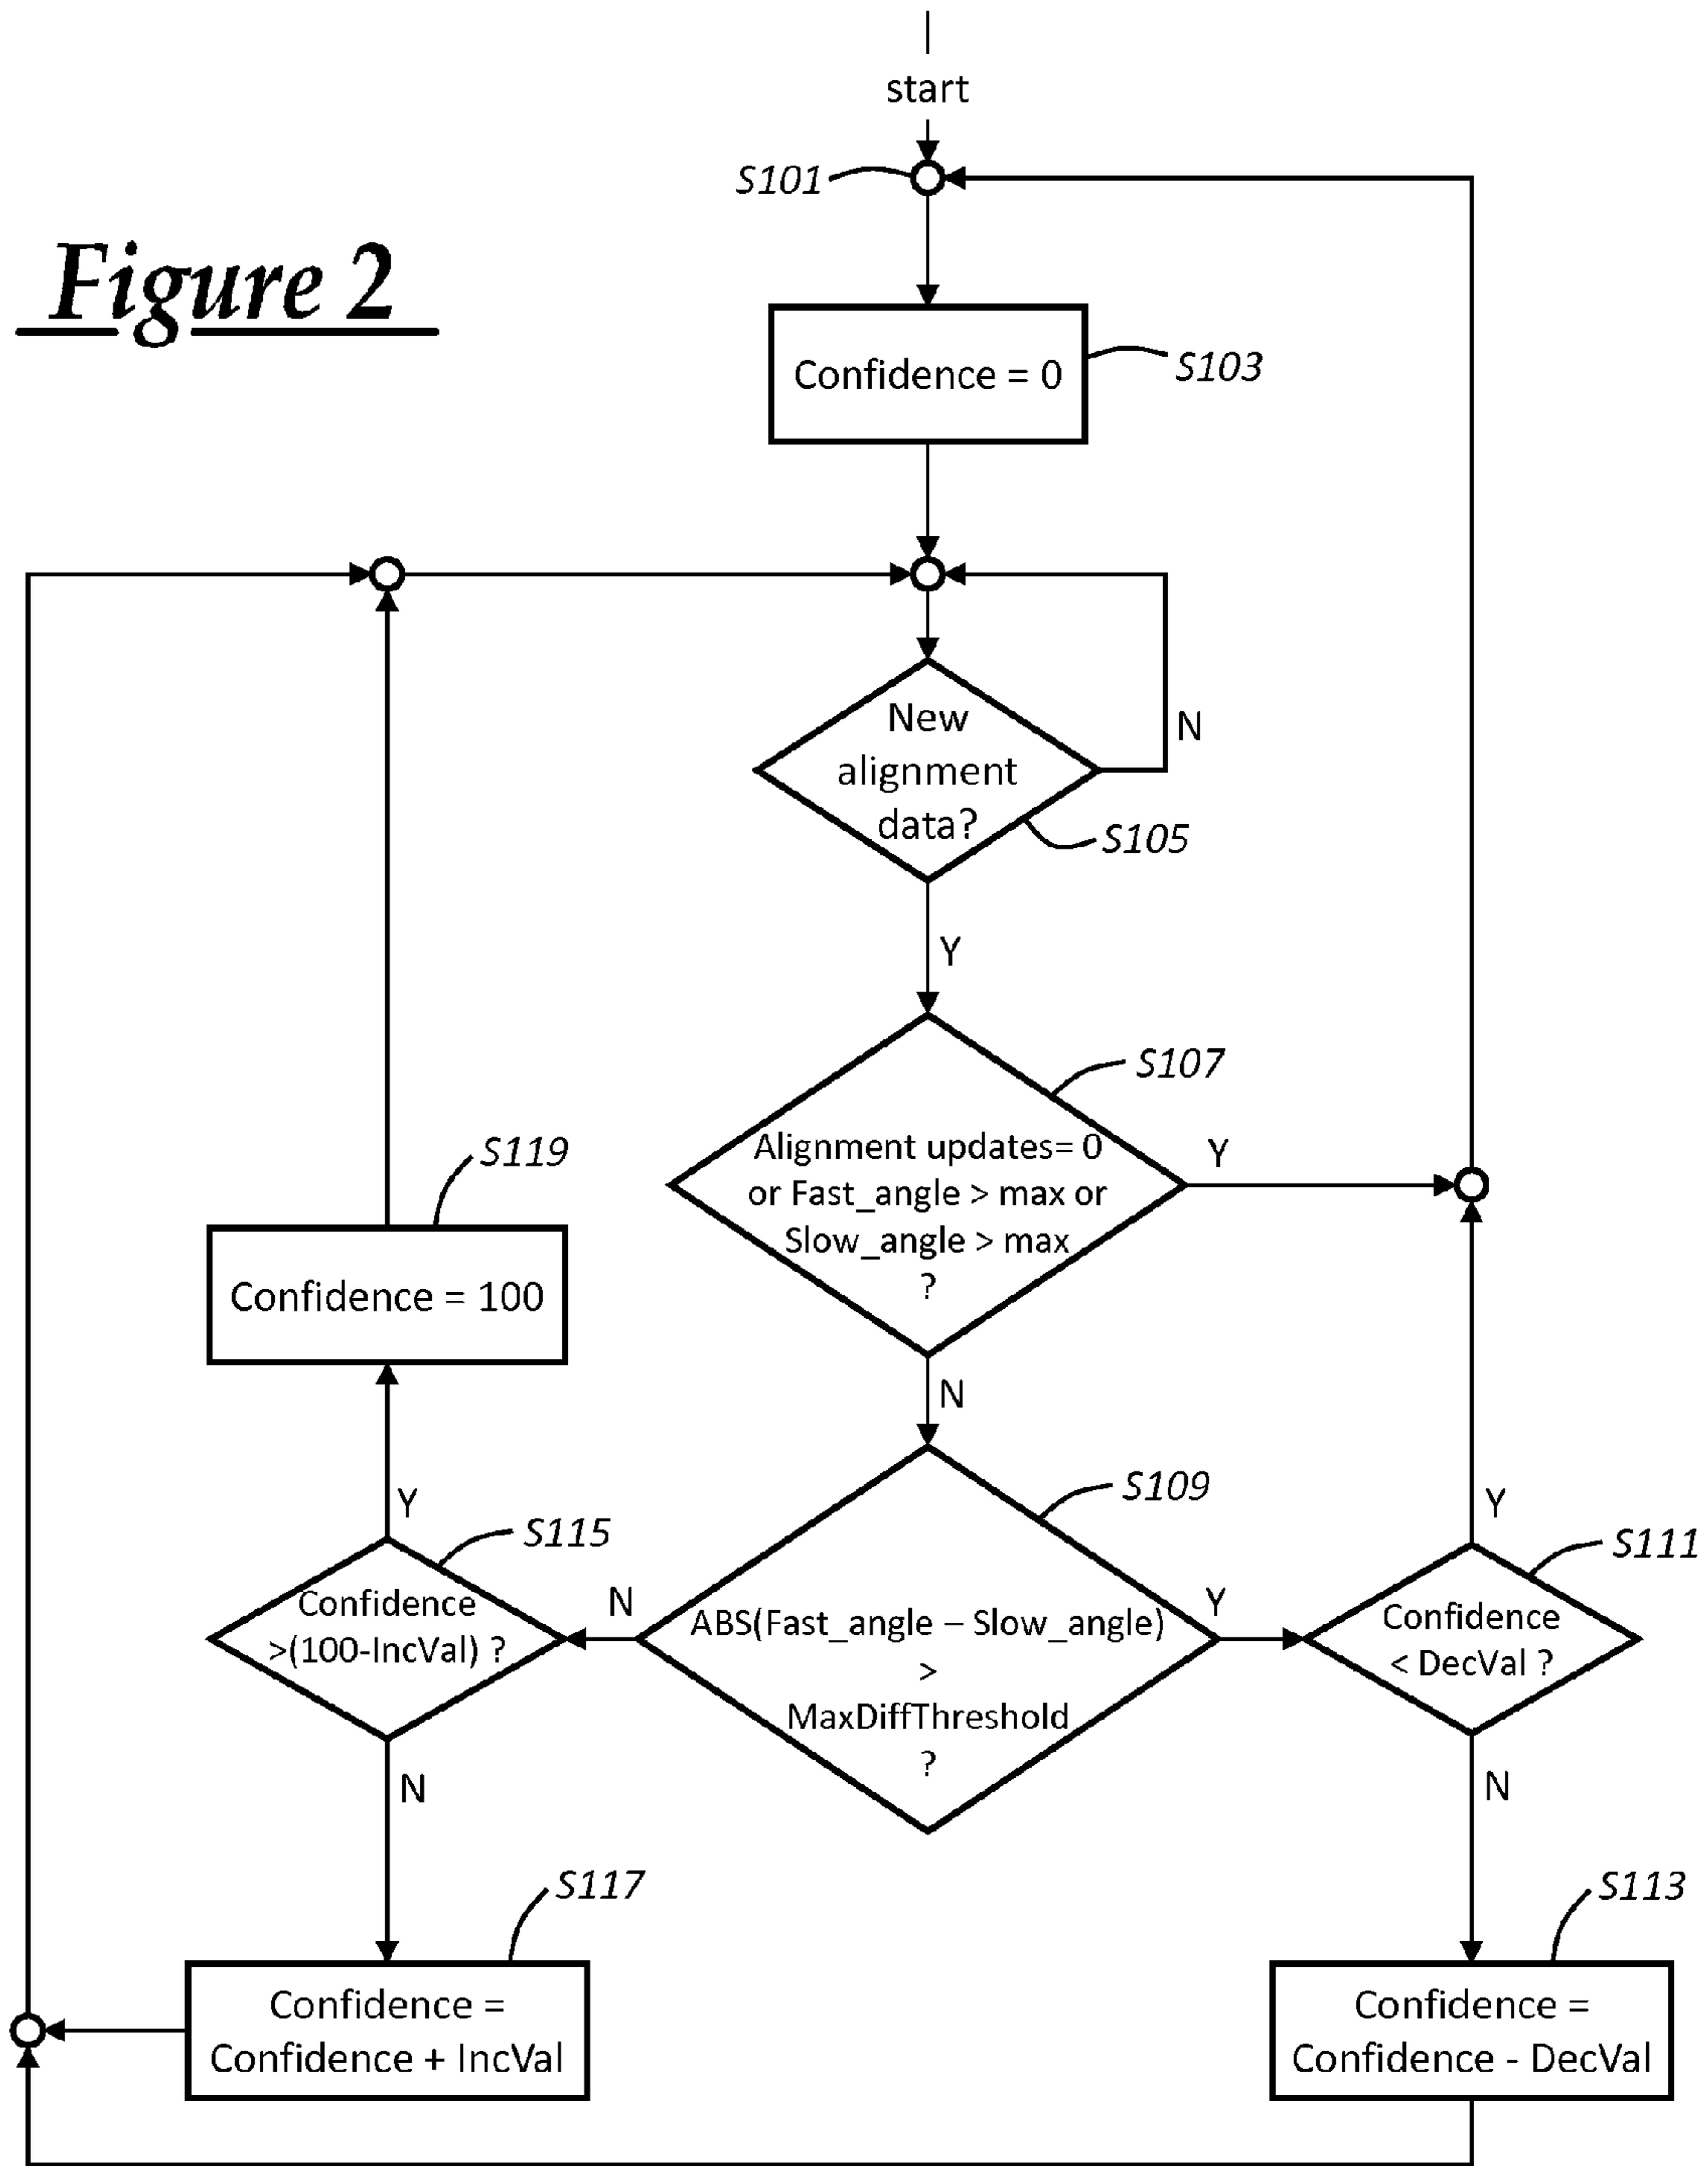 start
S101
Figure 2
S103
Confidence = 0
New
alignment
data?
N
S105
Y
S107
Alignment updates= 0
or Fast_angle > max or
Slow_angle > max
?
Y
N
S119
Confidence = 100
Y
S115
Confidence
>(100-IncVal) ?
N
N
S109
ABS(Fast_angle – Slow_angle)
>
MaxDiffThreshold
?
Y
Y
S111
Confidence
< DecVal ?
N
S117
Confidence =
Confidence + IncVal
S113
Confidence =
Confidence - DecVal